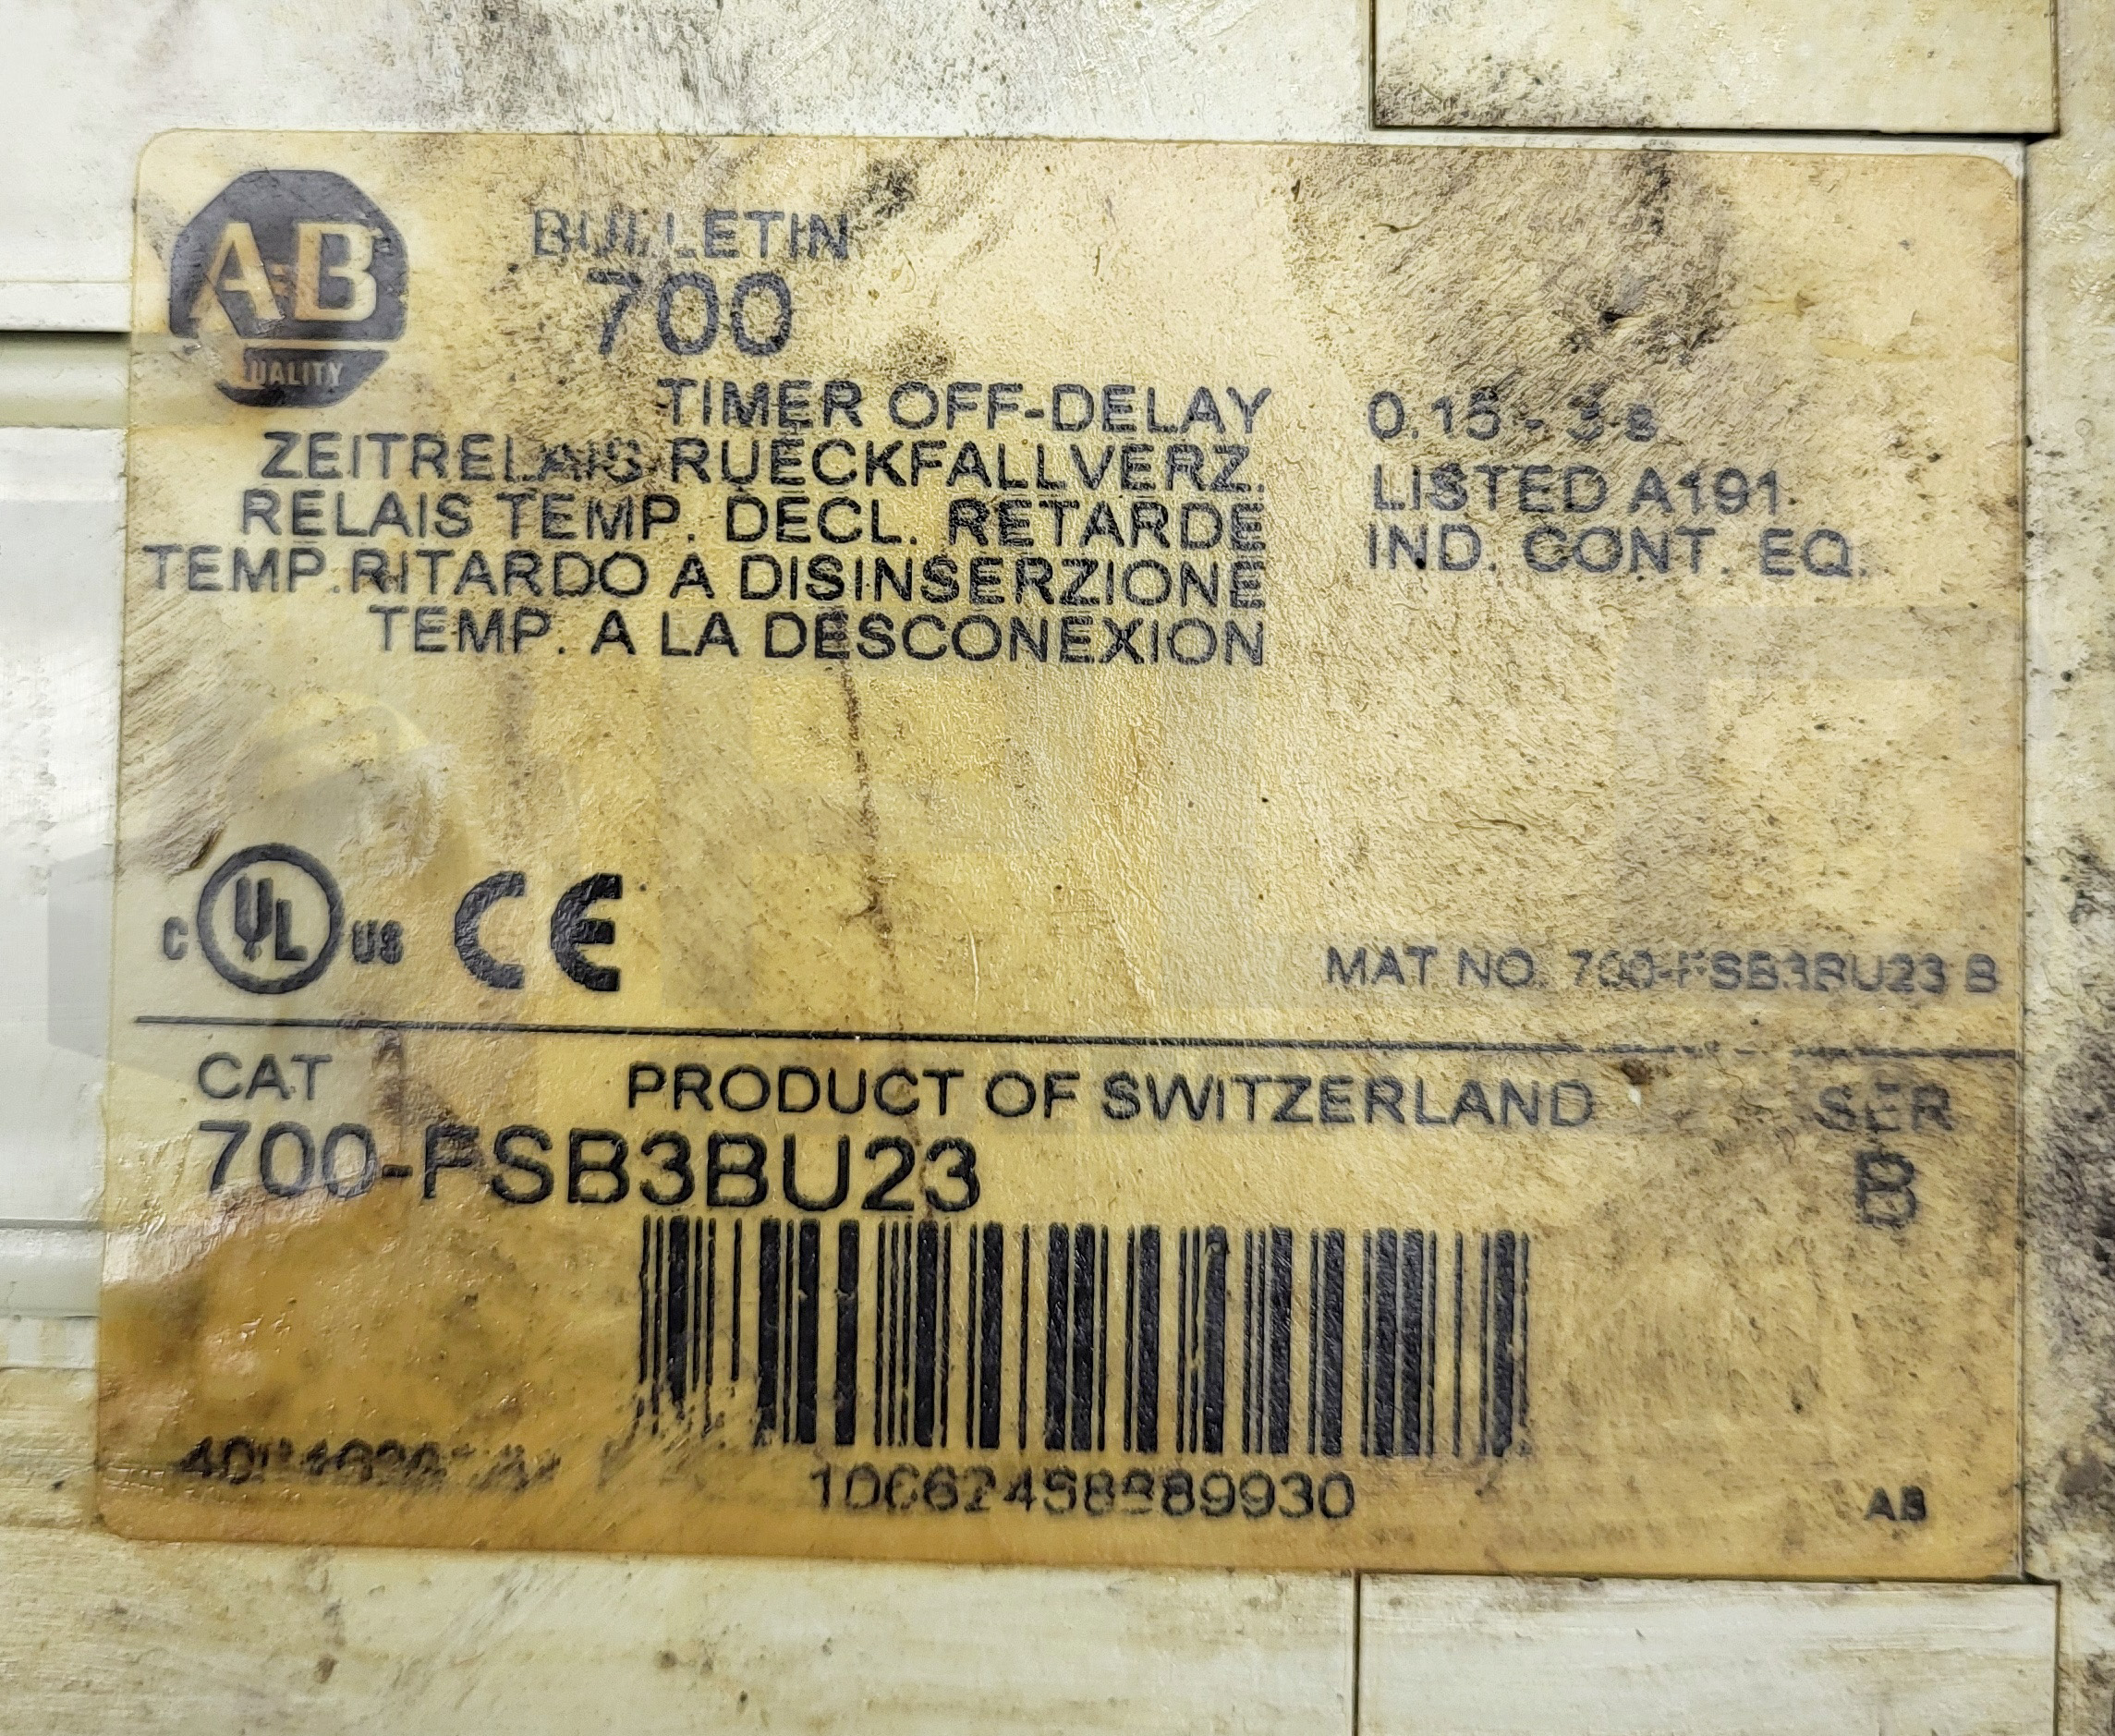 A-B
QUALITY
BULLETIN
700
TIMER OFF-DELAY
ZEITRELAIS RUECKFALLVERZ.
RELAIS TEMP. DECL. RETARDE
TEMP.RITARDO A DISINSERZIONE
TEMP. A LA DESCONEXION
0.15 - 3 s
LISTED A191
IND. CONT. EQ.
C UL US CE
MAT NO. 700-FSB3BU23 B
CAT
PRODUCT OF SWITZERLAND
SER
700-FSB3BU23
B
AB